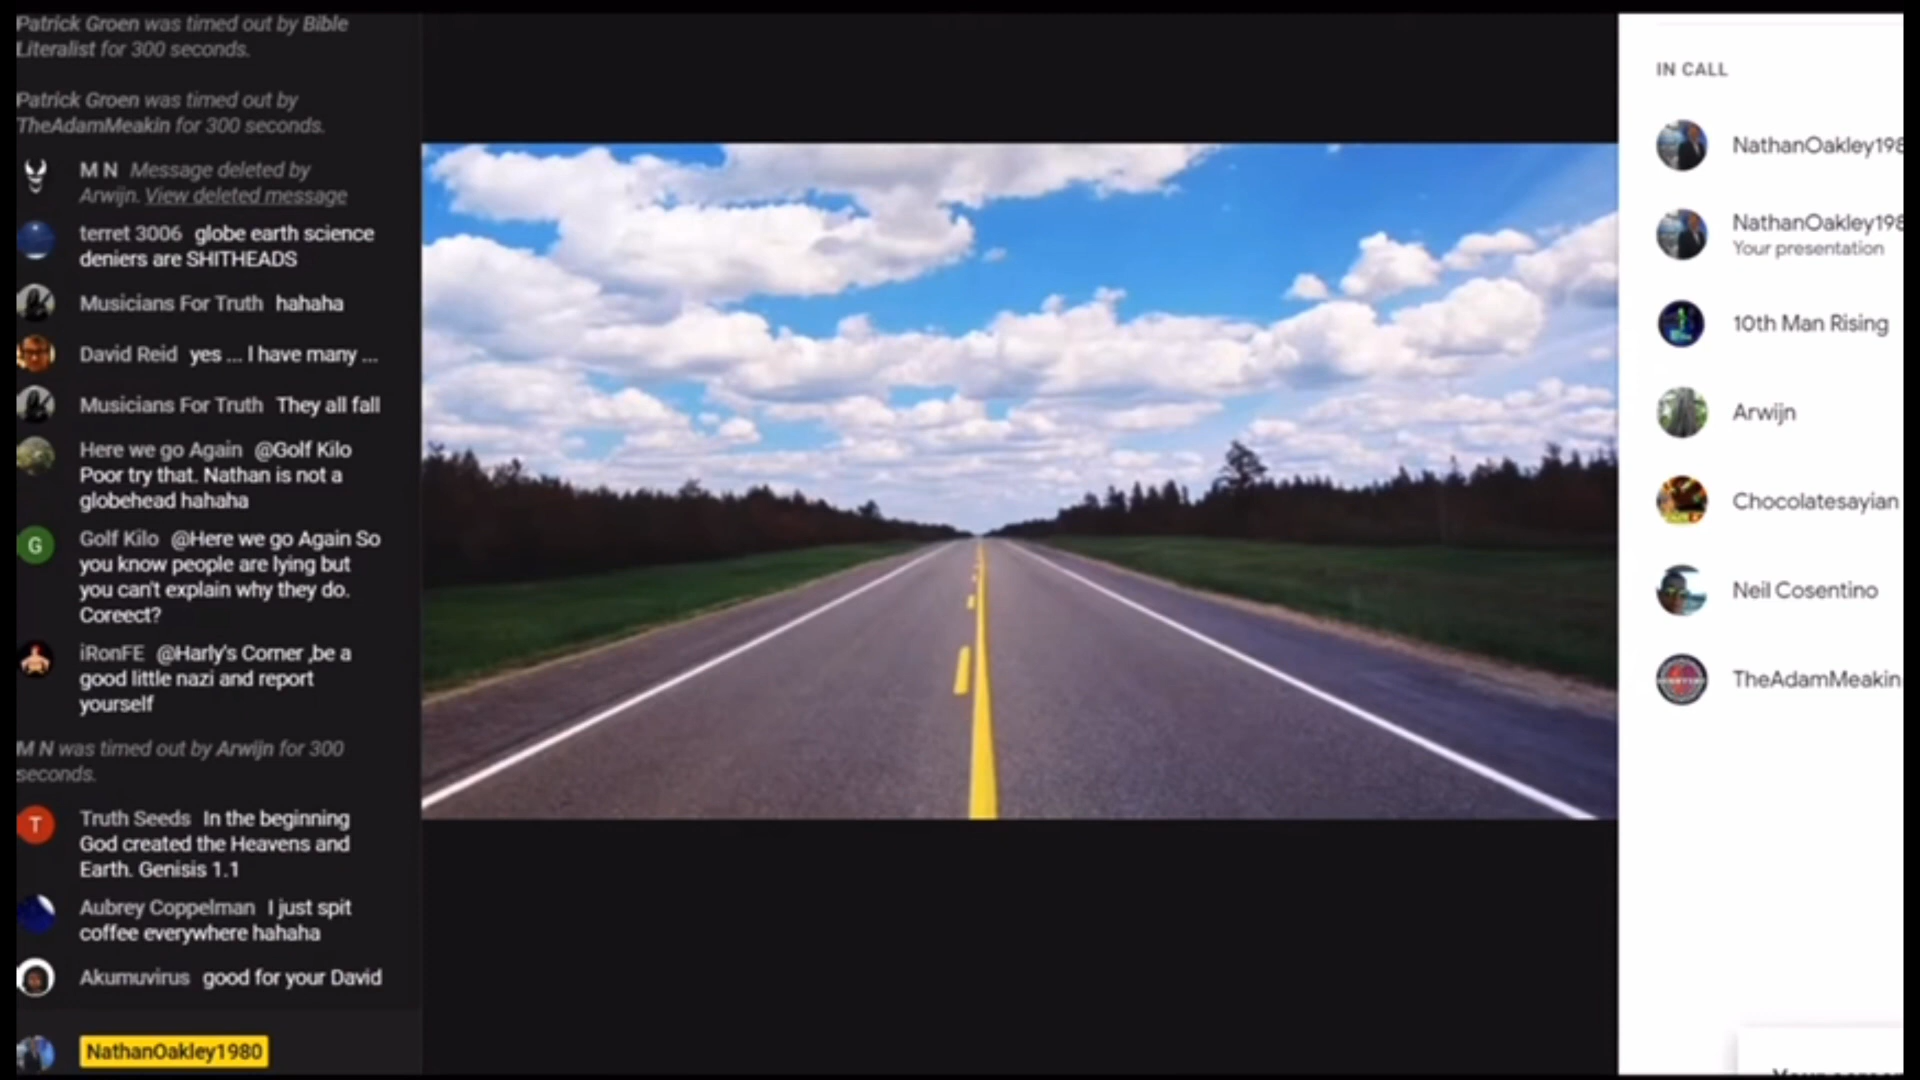 Patrick Groen was timed out by Bible
Literalist for 300 seconds.
Patrick Groen was timed out by
TheAdamMeakin for 300 seconds.
M N Message deleted by
Arwijn. View deleted message
terret 3006 globe earth science
deniers are SHITHEADS
Musicians For Truth hahaha
David Reid yes ... I have many ...
Musicians For Truth They all fall
Here we go Again @Golf Kilo
Poor try that. Nathan is not a
globehead hahaha
G
Golf Kilo @Here we go Again So
you know people are lying but
you can't explain why they do.
Coreect?
iRonFE @Harly's Corner ,be a
good little nazi and report
yourself
M N was timed out by Arwijn for 300
seconds.
T
Truth Seeds In the beginning
God created the Heavens and
Earth. Genisis 1.1
Aubrey Coppelman I just spit
coffee everywhere hahaha
Akumuvirus good for your David
NathanOakley1980
IN CALL
NathanOakley198
NathanOakley198
Your presentation
10th Man Rising
Arwijn
Chocolatesayian
Neil Cosentino
TheAdamMeakin